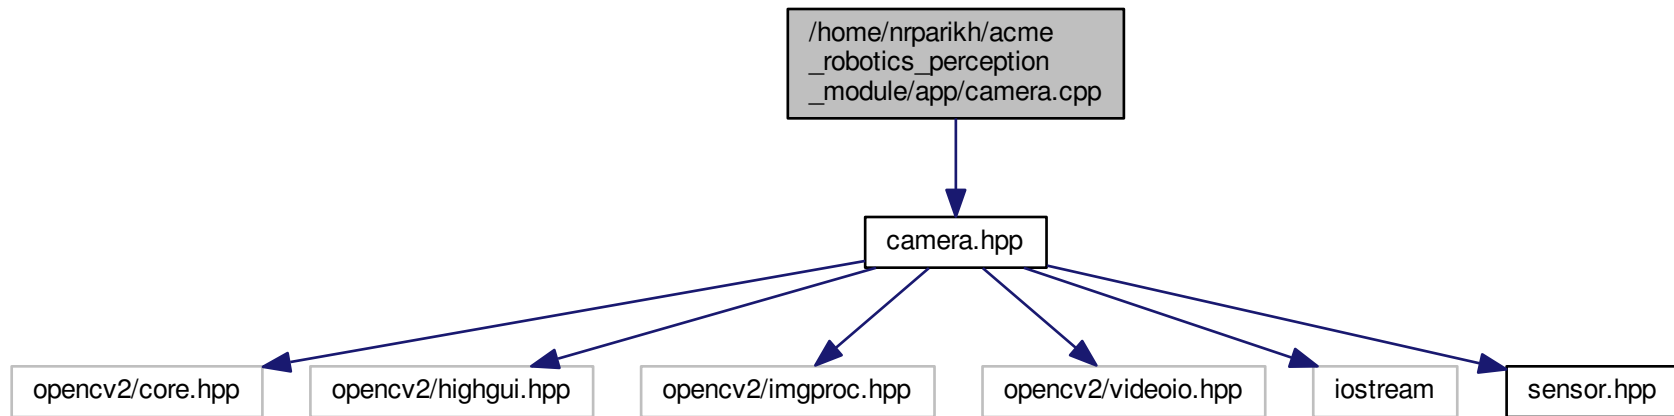 /home/nrparikh/acme
_robotics_perception
_module/app/camera.cpp
camera.hpp
opencv2/core.hpp
opencv2/highgui.hpp
opencv2/imgproc.hpp
opencv2/videoio.hpp
iostream
sensor.hpp